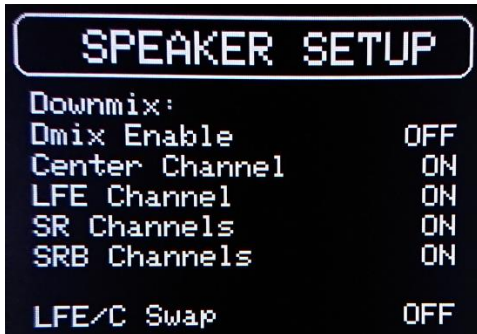 SPEAKER SETUP
Downmix:
Dmix Enable OFF
Center Channel ON
LFE Channel ON
SR Channels ON
SRB Channels ON
LFE/C Swap OFF